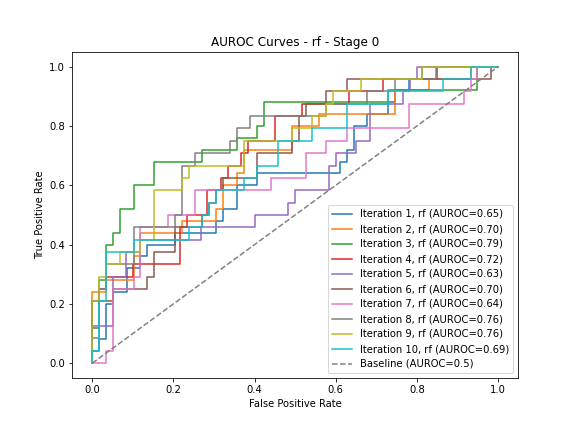 AUROC Curves - rf - Stage 0
True Positive Rate
1.0
0.8
0.6
0.4
0.2
0.0
0.0 0.2 0.4 0.6 0.8 1.0
False Positive Rate
Iteration 1, rf (AUROC=0.65)
Iteration 2, rf (AUROC=0.70)
Iteration 3, rf (AUROC=0.79)
Iteration 4, rf (AUROC=0.72)
Iteration 5, rf (AUROC=0.63)
Iteration 6, rf (AUROC=0.70)
Iteration 7, rf (AUROC=0.64)
Iteration 8, rf (AUROC=0.76)
Iteration 9, rf (AUROC=0.76)
Iteration 10, rf (AUROC=0.69)
Baseline (AUROC=0.5)